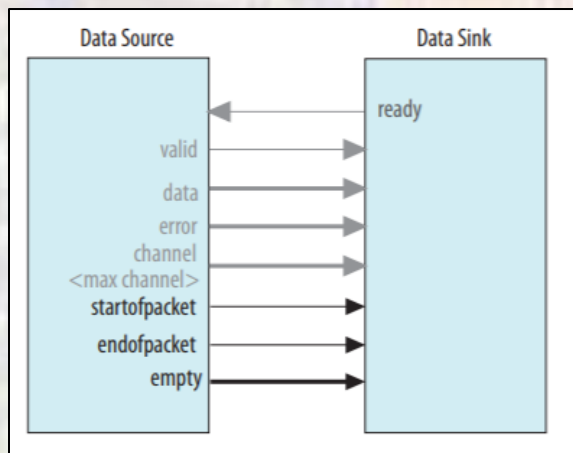 Data Source
Data Sink
ready
valid
data
error
channel
<max channel>
startofpacket
endofpacket
empty